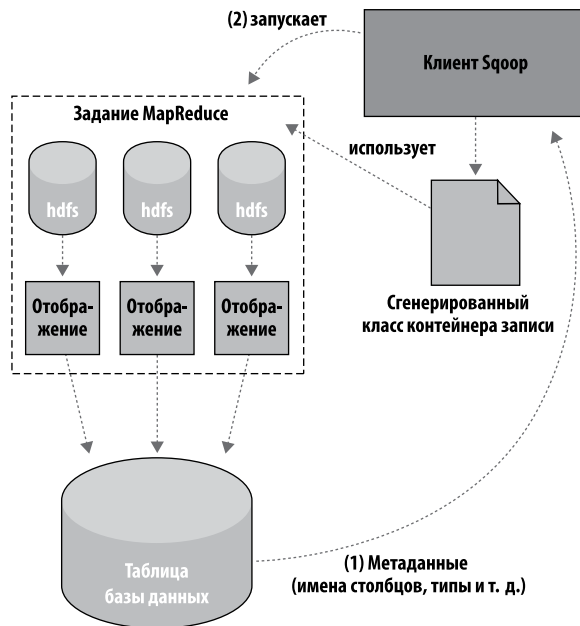 (2) запускает
Клиент Sqoop
Задание MapReduce
использует
hdfs
hdfs
hdfs
Отобра-
жение
Отобра-
жение
Отобра-
жение
Сгенерированный
класс контейнера записи
(1) Метаданные
(имена столбцов, типы и т. д.)
Таблица
базы данных